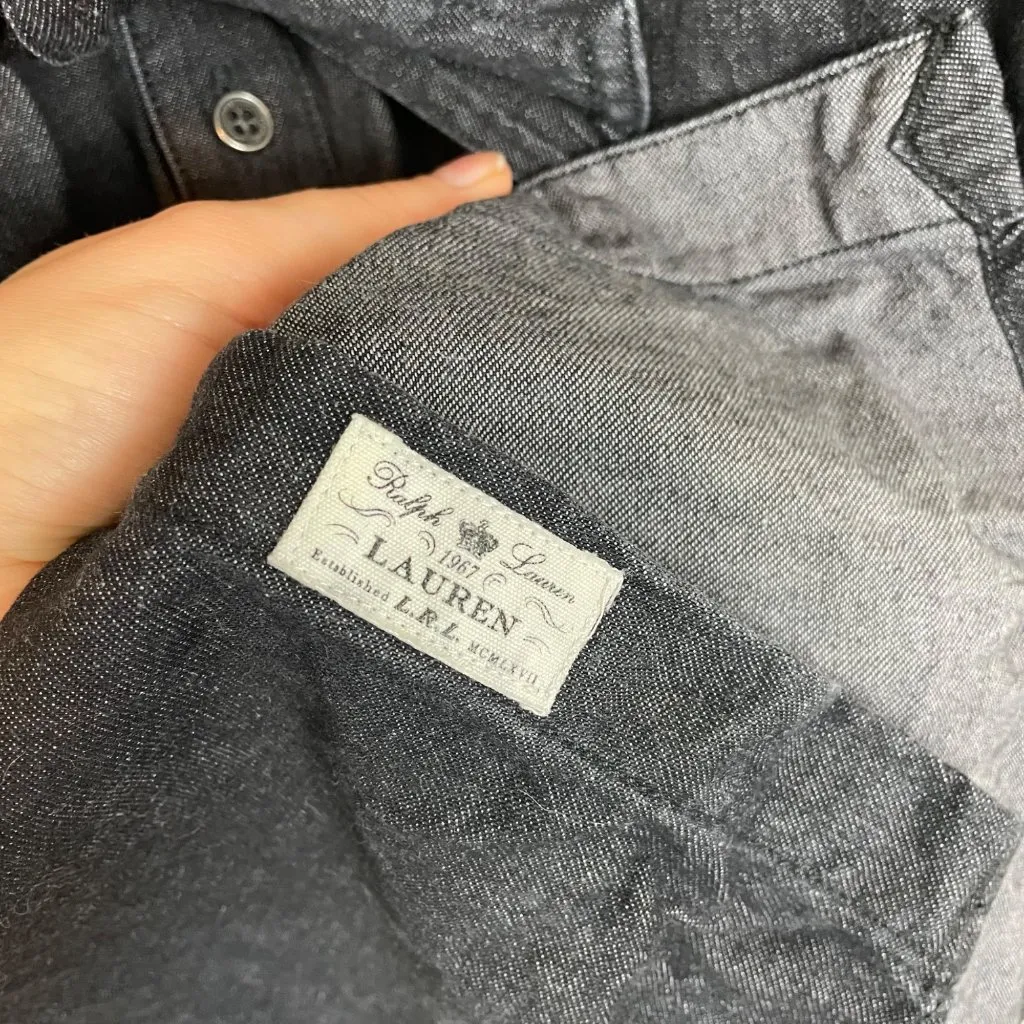 Ralph Lauren
1967
LAUREN
Established L.R.L. MCMLXVII.